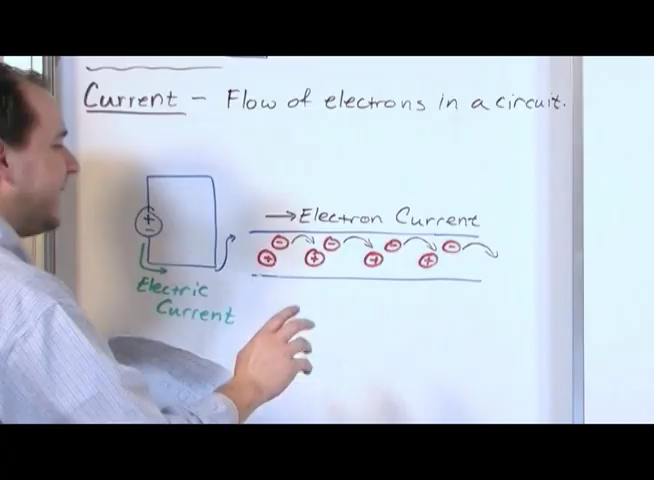 Current - Flow of electrons in a circuit.
→ Electron Current
+
-
- - - -
+ + + +
Electric
Current